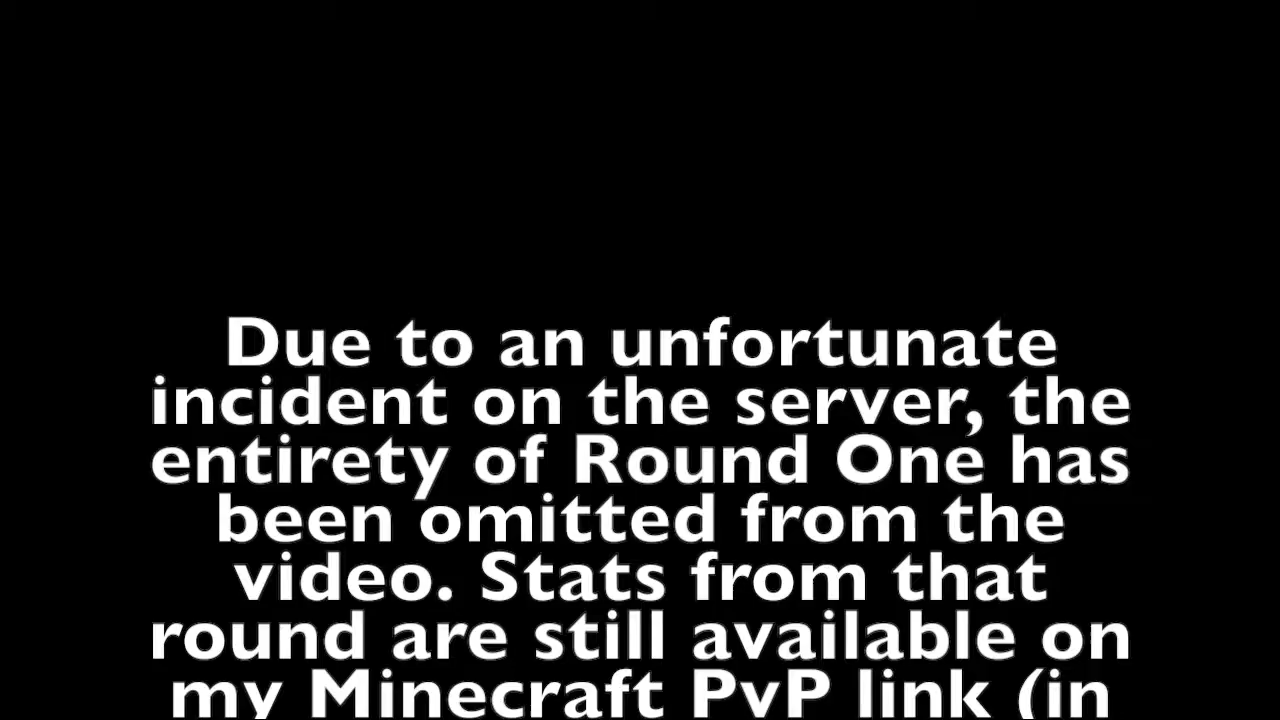 Due to an unfortunate
incident on the server, the
entirety of Round One has
been omitted from the
video. Stats from that
round are still available on
my Minecraft PvP link (in